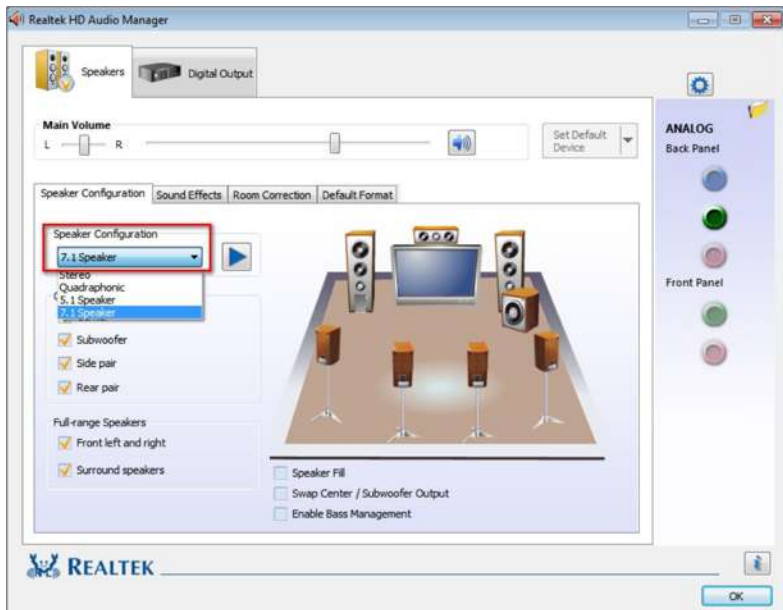 Realtek HD Audio Manager
Speakers
Digital Output
Main Volume
L
R
Set Default
Device
Speaker Configuration
Sound Effects
Room Correction
Default Format
Speaker Configuration
7.1 Speaker
Stereo
Quadraphonic
5.1 Speaker
7.1 Speaker
Subwoofer
Side pair
Rear pair
Full-range Speakers
Front left and right
Surround speakers
Speaker Fill
Swap Center / Subwoofer Output
Enable Bass Management
ANALOG
Back Panel
Front Panel
REALTEK
OK